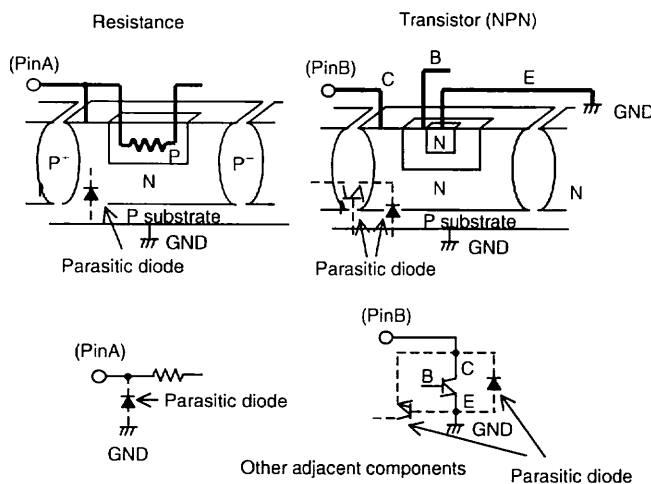 Resistance
(PinA)
P+
P
P−
N
P substrate
GND
Parasitic diode
Transistor (NPN)
(PinB)
C
B
E
GND
N
N
N
P substrate
GND
Parasitic diode
(PinA)
Parasitic diode
GND
(PinB)
C
B
E
GND
Other adjacent components
Parasitic diode